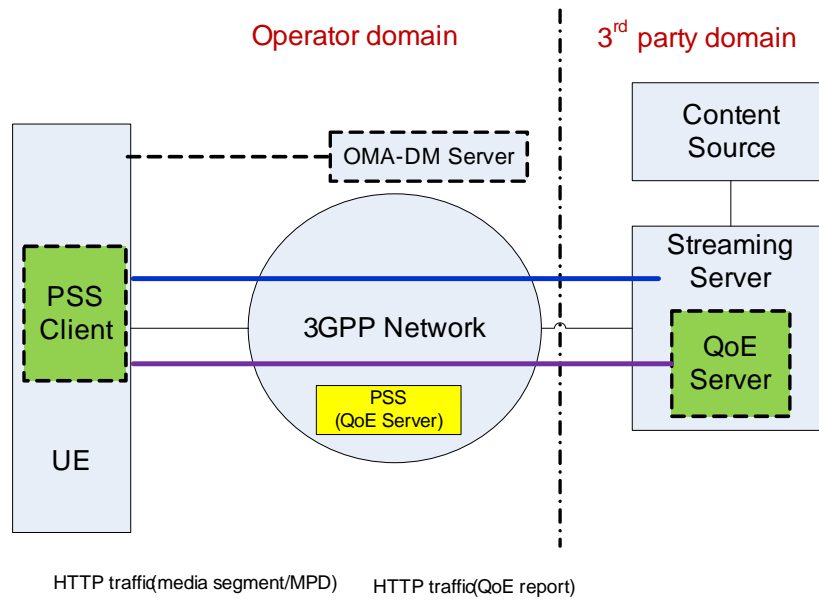 Operator domain
3rd party domain
Content
Source
OMA-DM Server
Streaming
Server
PSS
Client
3GPP Network
QoE
Server
PSS
(QoE Server)
UE
HTTP traffic(media segment/MPD)
HTTP traffic(QoE report)